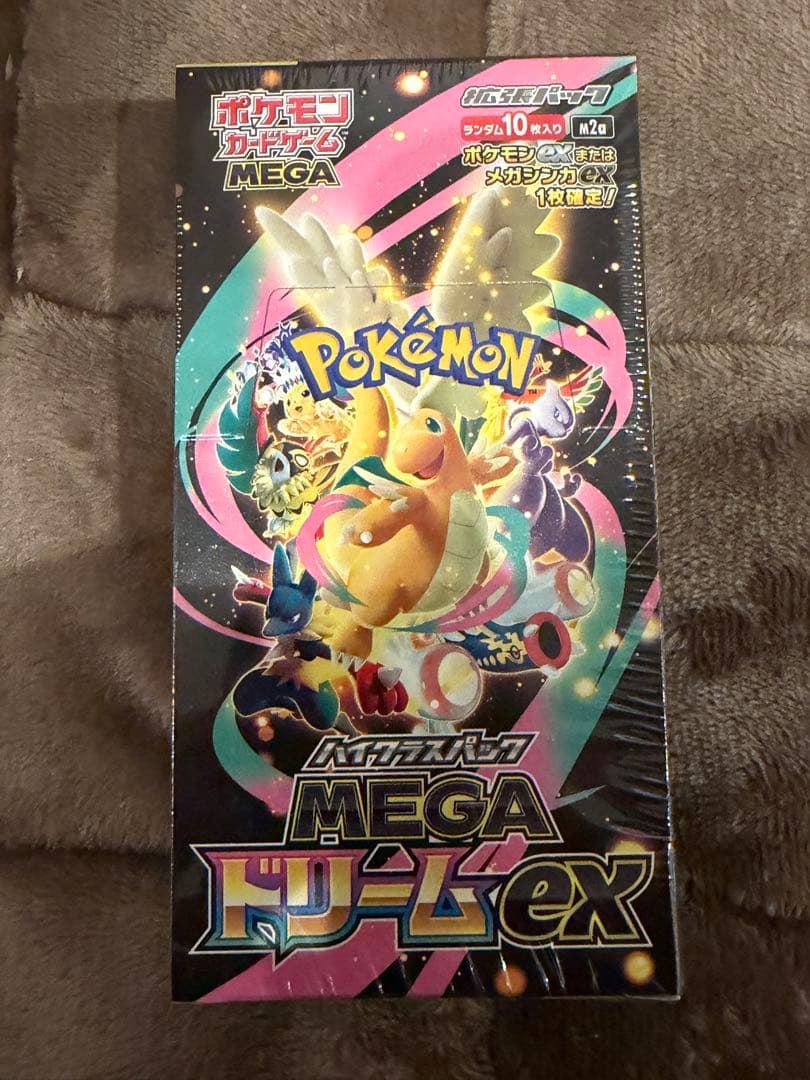 ポケモン
カードゲーム
MEGA
拡張パック
ランダム10枚入り M2a
ポケモンexまたは
メガシンカex
1枚確定!
POKéMON
TM
ハイクラスパック
MEGA
ドリームex